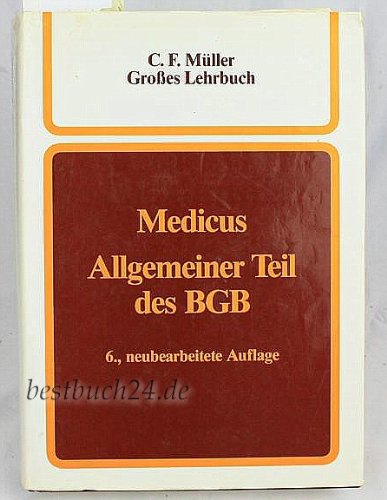 C. F. Müller
Großes Lehrbuch
Medicus
Allgemeiner Teil
des BGB
6., neubearbeitete Auflage
bestbuch24.de